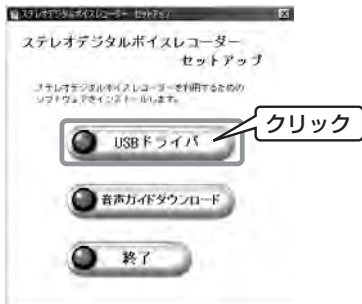 ステレオデジタルボイスレコーダー セットアップ
ステレオデジタルボイスレコーダー
セットアップ
ステレオデジタルボイスレコーダーを利用するための
ソフトウェアをインストールします。
USBドライバ
クリック
音声ガイドダウンロード
終了